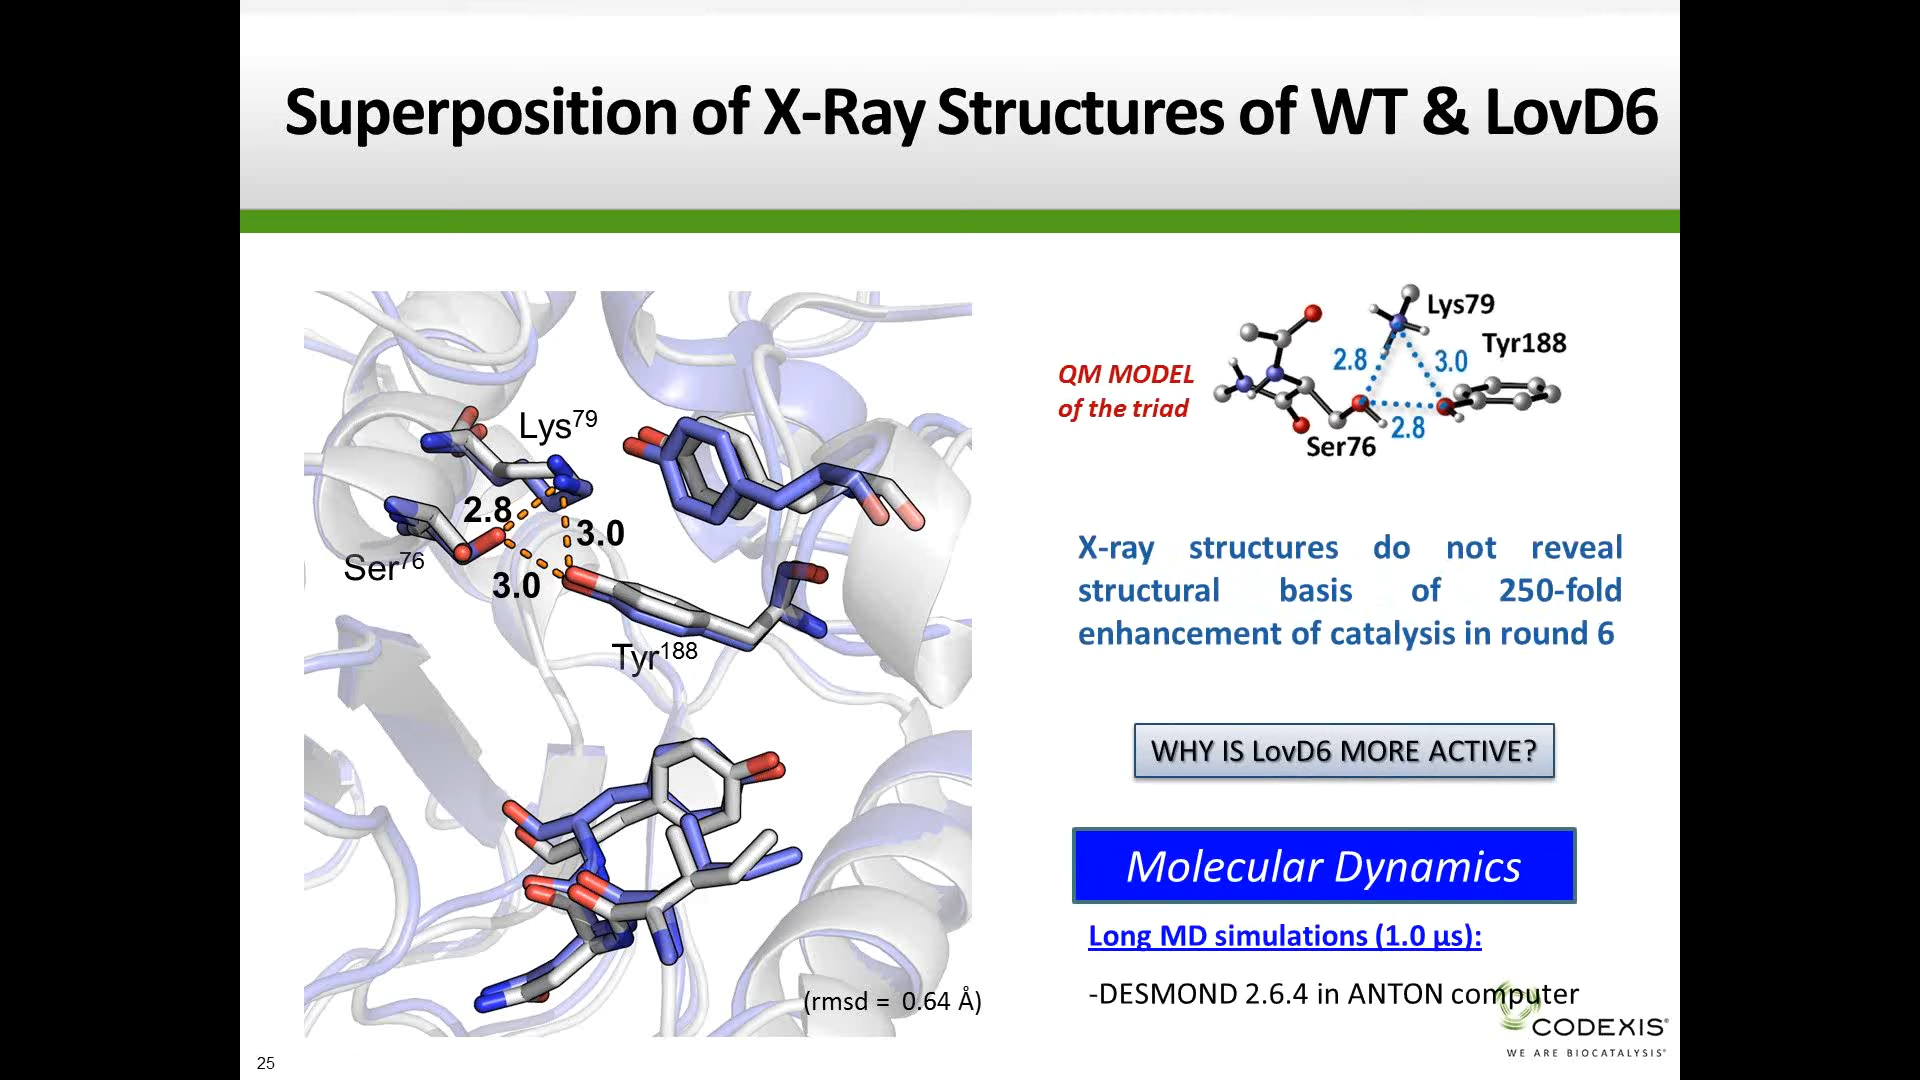 Superposition of X-Ray Structures of WT & LovD6
Lys79
2.8
3.0
Ser76
3.0
Tyr188
(rmsd = 0.64 Å)
QM MODEL
of the triad
Lys79
Tyr188
2.8
3.0
2.8
Ser76
X-ray structures do not reveal
structural basis of 250-fold
enhancement of catalysis in round 6
WHY IS LovD6 MORE ACTIVE?
Molecular Dynamics
Long MD simulations (1.0 µs):
-DESMOND 2.6.4 in ANTON computer
CODEXIS®
WE ARE BIOCATALYSIS®
25